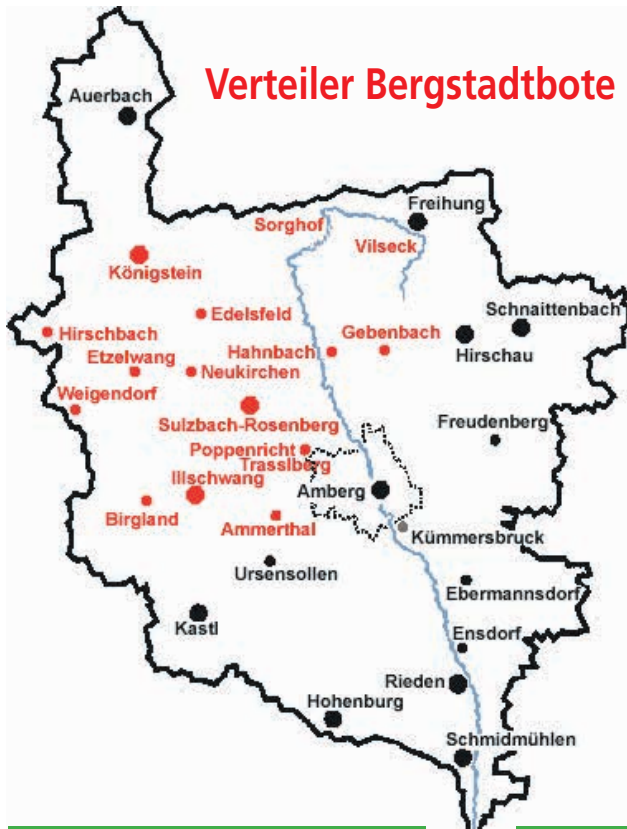 Verteiler Bergstadtbote
Auerbach
Freihung
Sorghof
Vilseck
Königstein
Edelsfeld
Schnaittenbach
Hirschbach
Gebenbach
Hirschau
Etzelwang
Hahnbach
Neukirchen
Weigendorf
Sulzbach-Rosenberg
Freudenberg
Poppenricht
Trasslberg
Illschwang
Amberg
Birgland
Ammerthal
Kümmersbruck
Ursensollen
Ebermannsdorf
Kastl
Ensdorf
Rieden
Hohenburg
Schmidmühlen